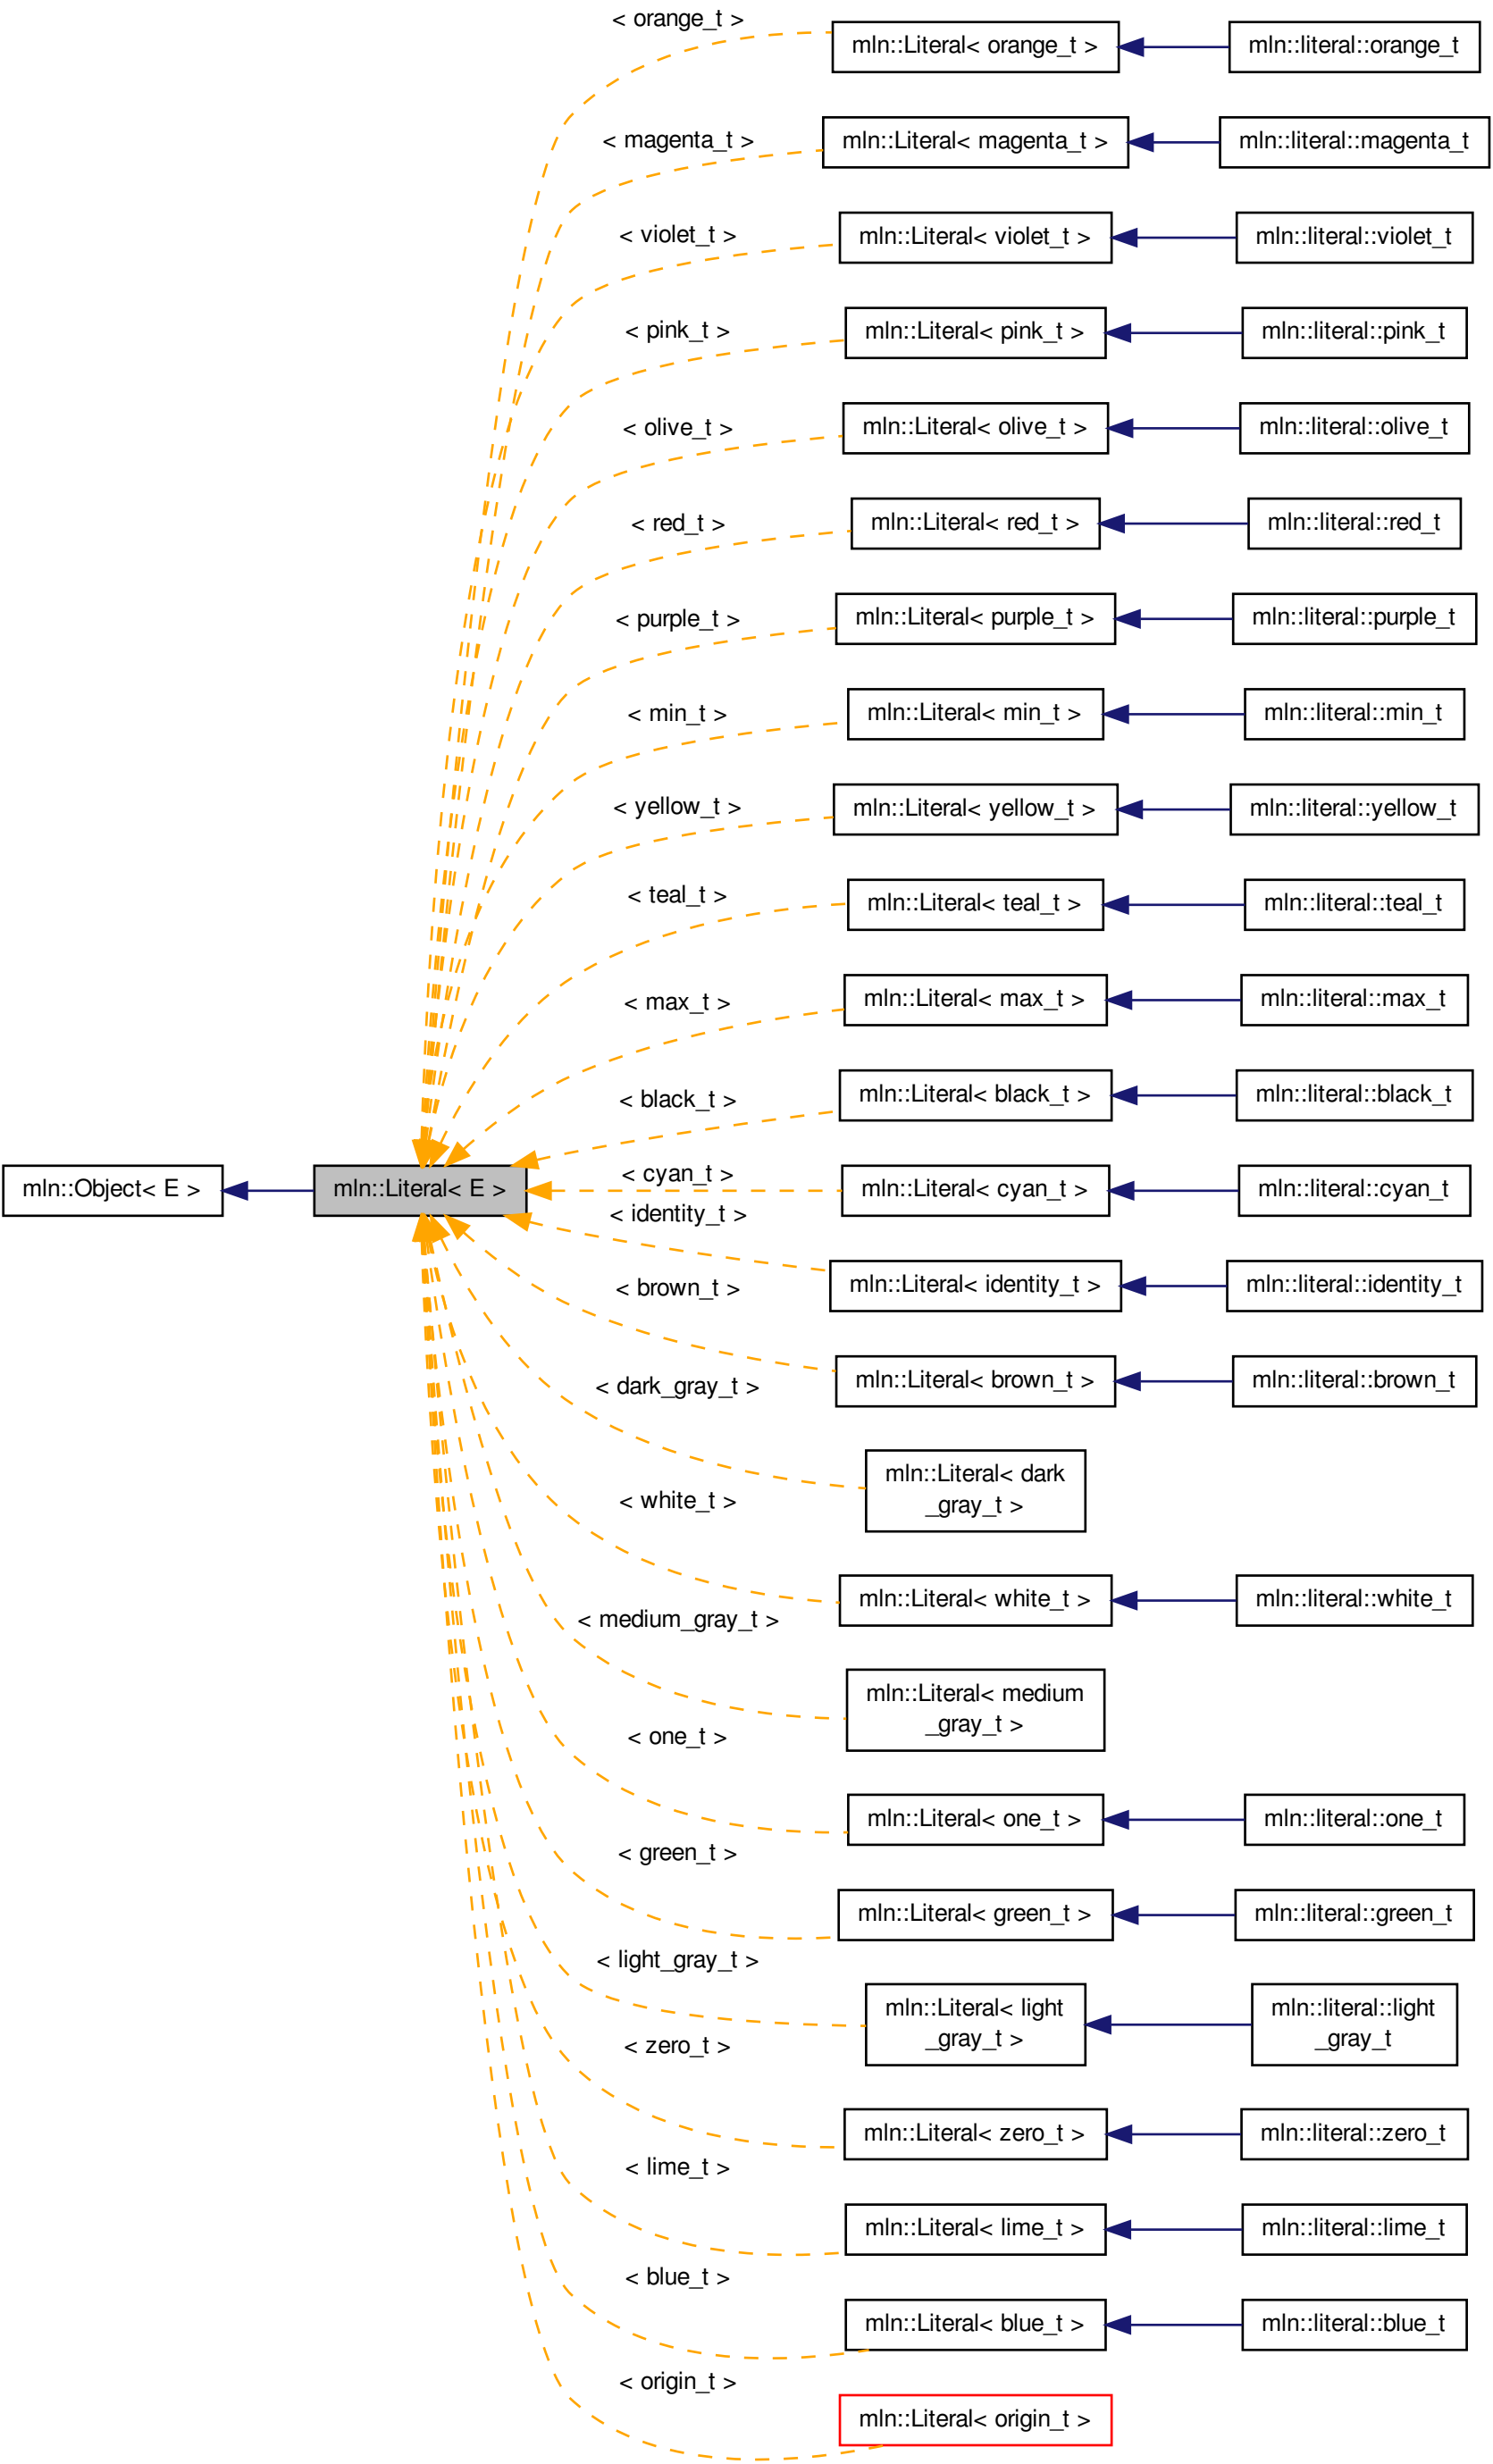 < orange_t >
mln::Literal< orange_t >
mln::literal::orange_t
< magenta_t >
mln::Literal< magenta_t >
mln::literal::magenta_t
< violet_t >
mln::Literal< violet_t >
mln::literal::violet_t
< pink_t >
mln::Literal< pink_t >
mln::literal::pink_t
< olive_t >
mln::Literal< olive_t >
mln::literal::olive_t
< red_t >
mln::Literal< red_t >
mln::literal::red_t
< purple_t >
mln::Literal< purple_t >
mln::literal::purple_t
< min_t >
mln::Literal< min_t >
mln::literal::min_t
< yellow_t >
mln::Literal< yellow_t >
mln::literal::yellow_t
< teal_t >
mln::Literal< teal_t >
mln::literal::teal_t
< max_t >
mln::Literal< max_t >
mln::literal::max_t
< black_t >
mln::Literal< black_t >
mln::literal::black_t
mln::Object< E >
mln::Literal< E >
< cyan_t >
mln::Literal< cyan_t >
mln::literal::cyan_t
< identity_t >
mln::Literal< identity_t >
mln::literal::identity_t
< brown_t >
mln::Literal< brown_t >
mln::literal::brown_t
< dark_gray_t >
mln::Literal< dark
_gray_t >
< white_t >
mln::Literal< white_t >
mln::literal::white_t
< medium_gray_t >
mln::Literal< medium
_gray_t >
< one_t >
mln::Literal< one_t >
mln::literal::one_t
< green_t >
mln::Literal< green_t >
mln::literal::green_t
< light_gray_t >
mln::Literal< light
_gray_t >
mln::literal::light
_gray_t
< zero_t >
mln::Literal< zero_t >
mln::literal::zero_t
< lime_t >
mln::Literal< lime_t >
mln::literal::lime_t
< blue_t >
mln::Literal< blue_t >
mln::literal::blue_t
< origin_t >
mln::Literal< origin_t >